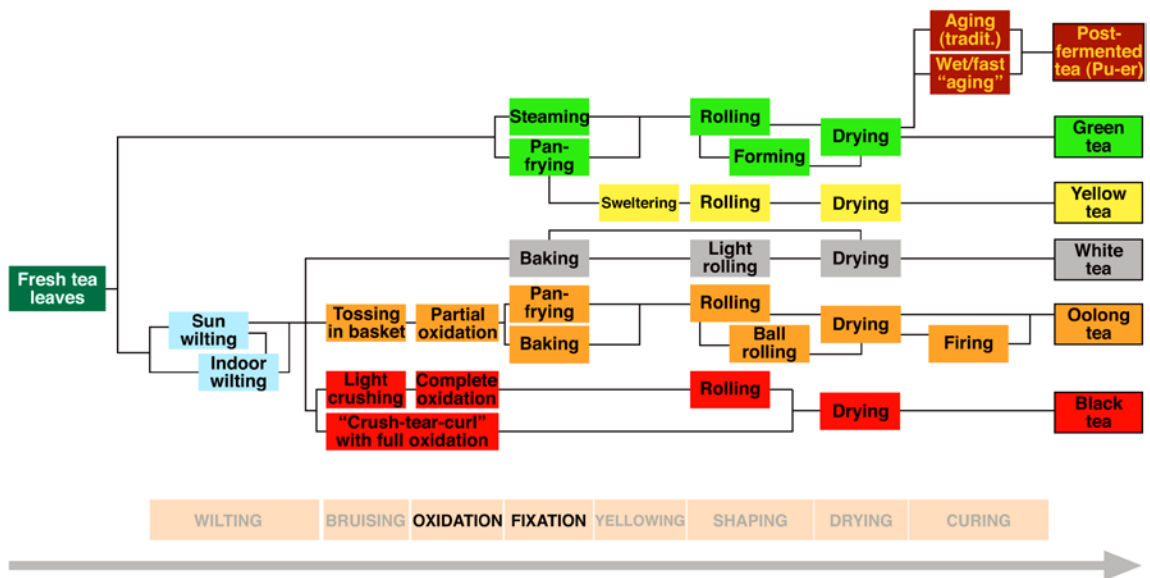 Aging
(tradit.)
Post-
fermented
tea (Pu-er)
Wet/fast
“aging”
Steaming
Rolling
Pan-
frying
Forming
Drying
Green
tea
Sweltering
Rolling
Drying
Yellow
tea
Baking
Light
rolling
Drying
White
tea
Fresh tea
leaves
Sun
wilting
Indoor
wilting
Tossing
in basket
Partial
oxidation
Pan-
frying
Baking
Rolling
Ball
rolling
Drying
Firing
Oolong
tea
Light
crushing
Complete
oxidation
Rolling
“Crush-tear-curl”
with full oxidation
Drying
Black
tea
WILTING
BRUISING
OXIDATION
FIXATION
YELLOWING
SHAPING
DRYING
CURING